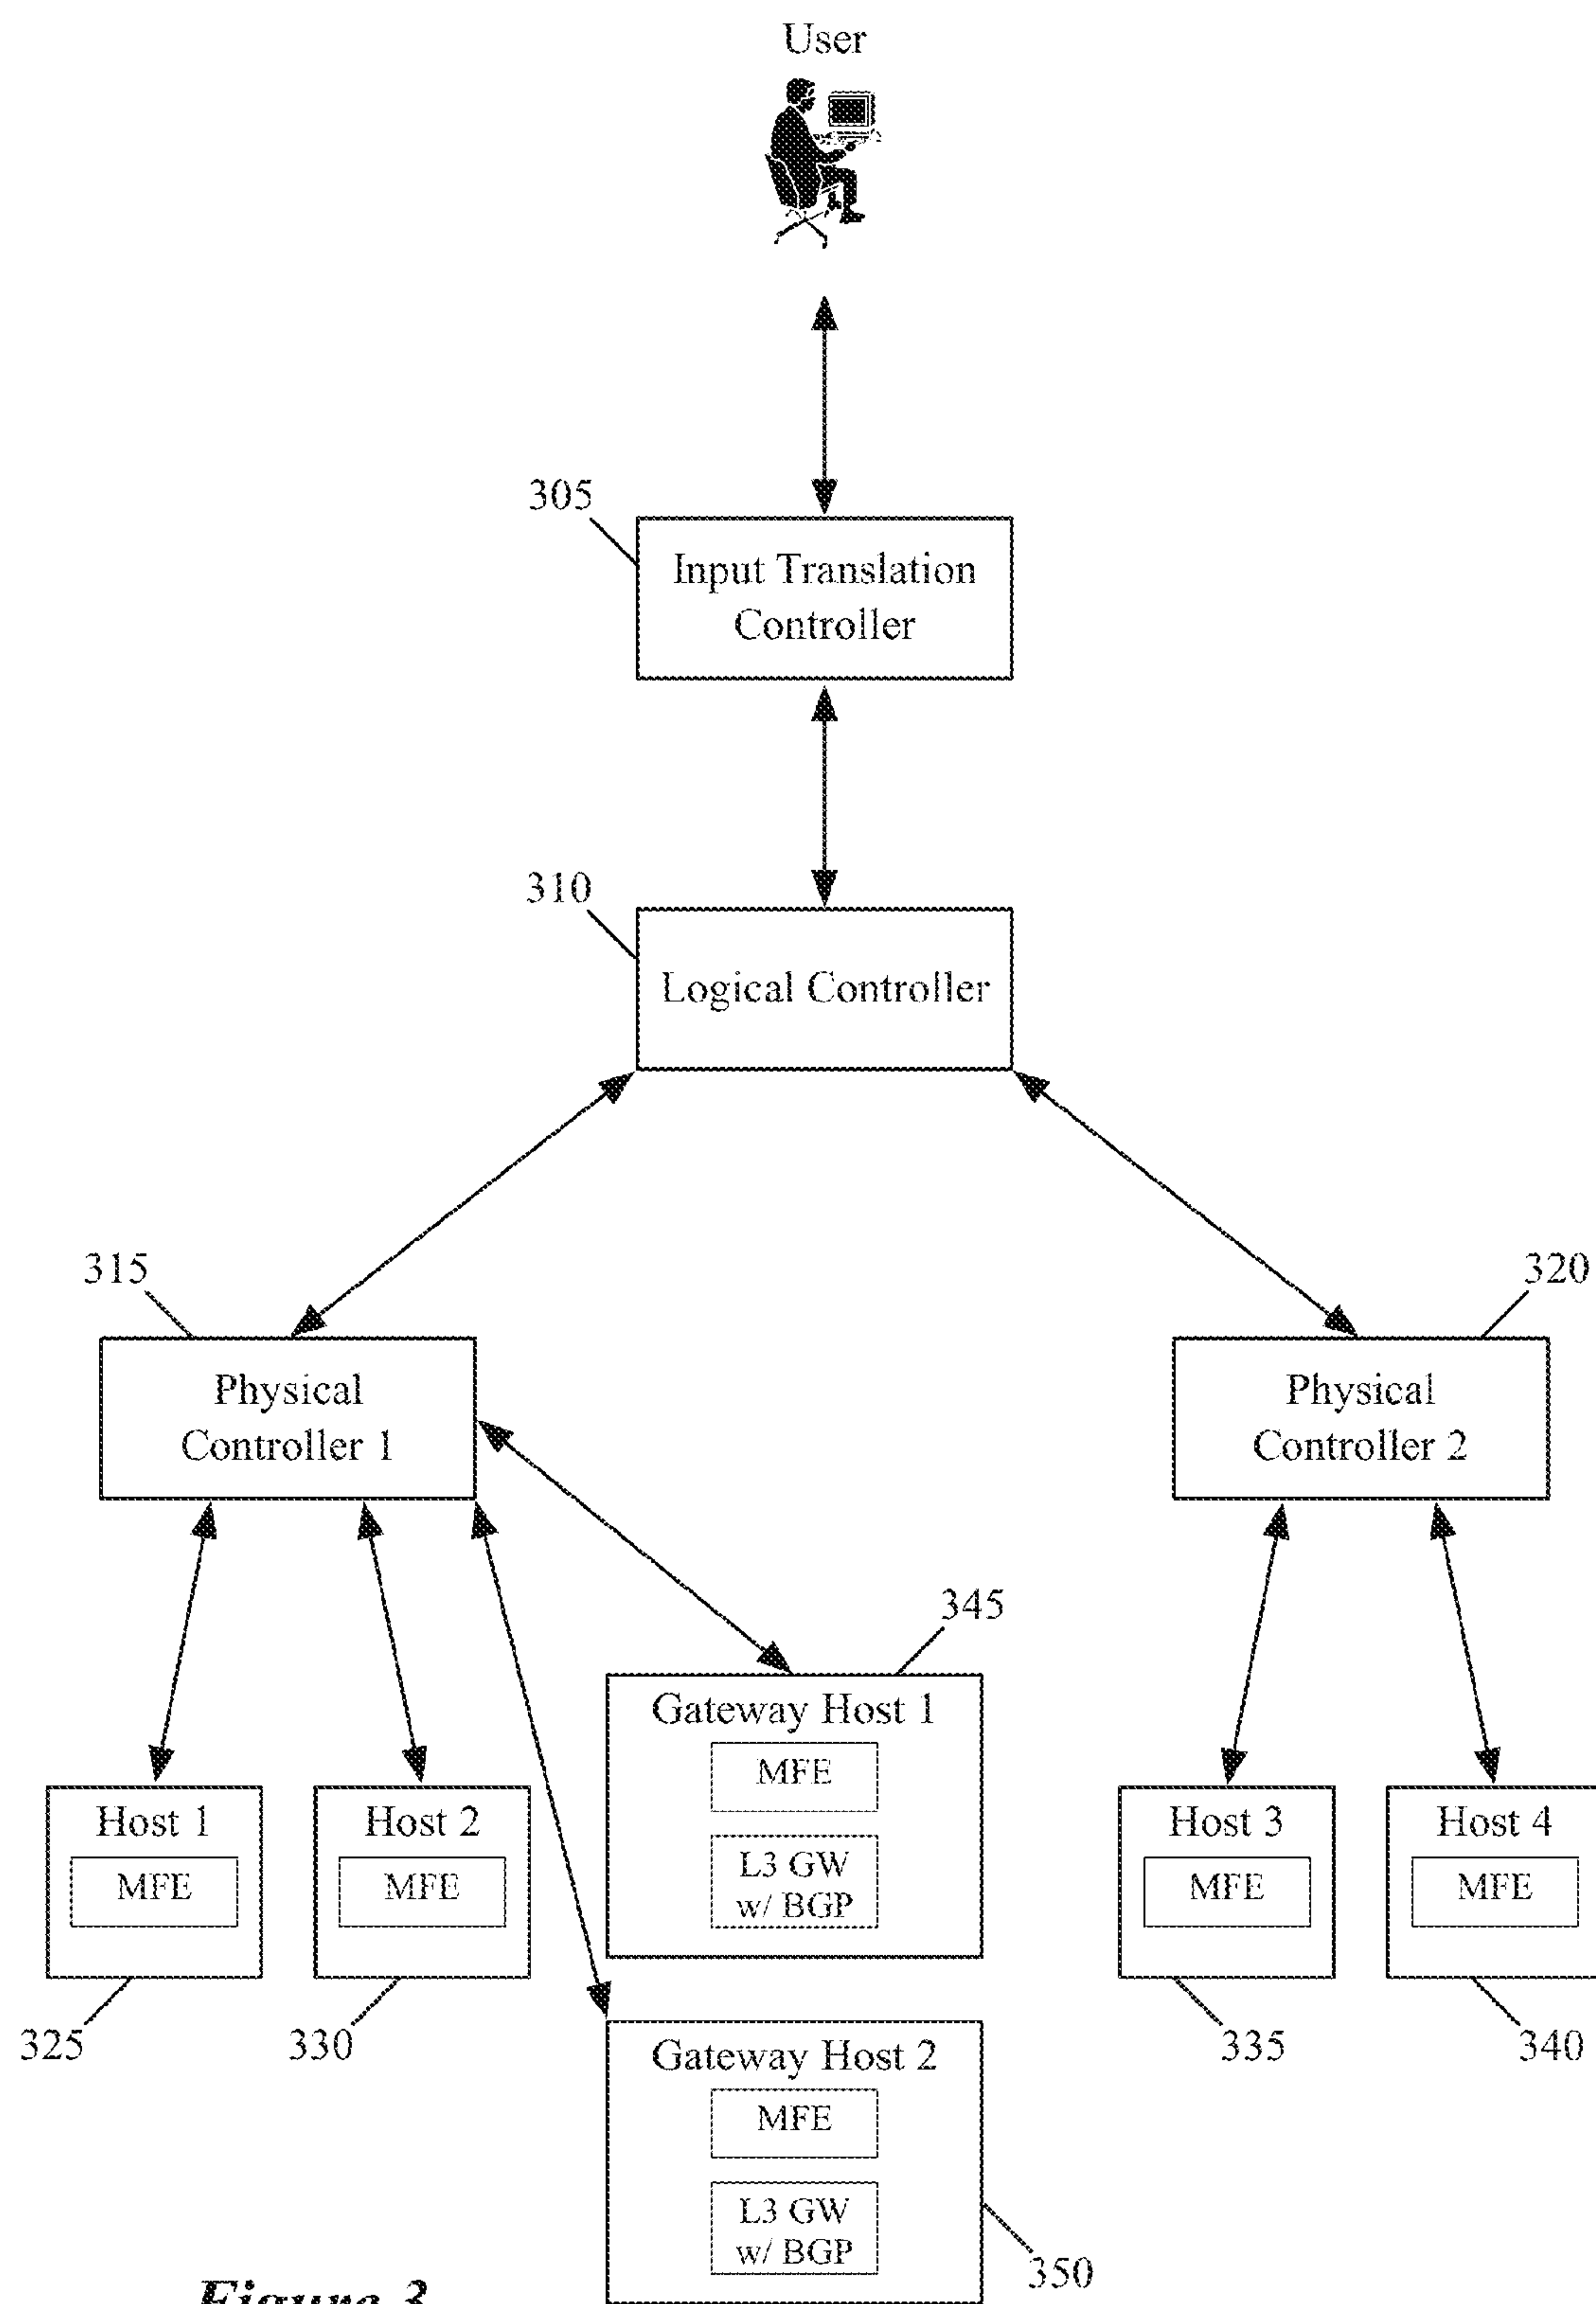 User
305
Input Translation
Controller
310
Logical Controller
315
320
Physical
Controller 1
Physical
Controller 2
345
Gateway Host 1
MFE
L3 GW
w/ BGP
Host 1
MFE
Host 2
MFE
Host 3
MFE
Host 4
MFE
325
330
335
340
Gateway Host 2
MFE
L3 GW
w/ BGP
350
Figure 3